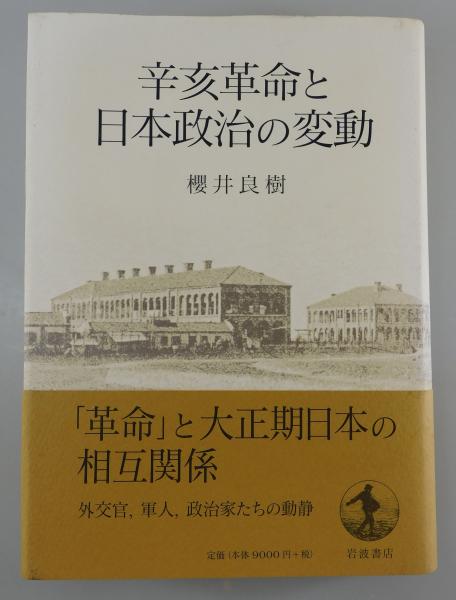 辛亥革命と
日本政治の変動
櫻井良樹
「革命」と大正期日本の
相互関係
外交官，軍人，政治家たちの動静
定価（本体9000円+税）
岩波書店